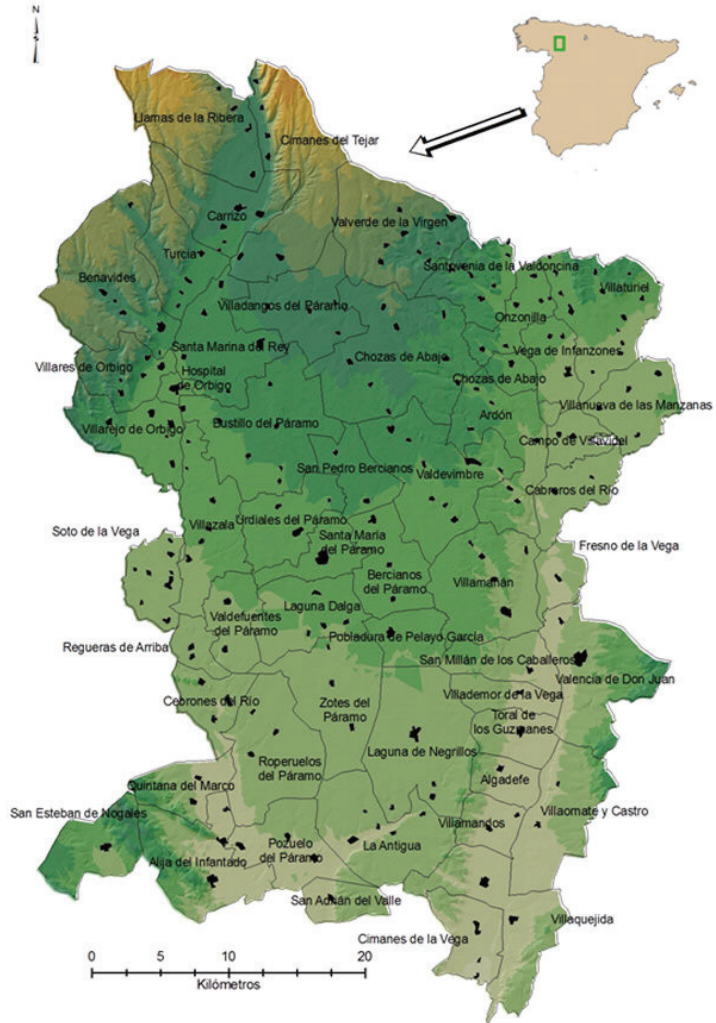 N
Llamas de la Ribera
Cimanes del Tejar
Carrizo
Valverde de la Virgen
Turcia
Santovenia de la Valdoncina
Benavides
Villaturiel
Villadangos del Páramo
Onzonilla
Santa Marina del Rey
Vega de Infanzones
Chozas de Abajo
Villares de Orbigo
Hospital
de Orbigo
Chozas de Abajo
Villanueva de las Manzanas
Ardón
Villarejo de Orbigo
Bustillo del Páramo
Campo de Villavidel
San Pedro Bercianos
Valdevimbre
Cabreros del Río
Urdiales del Páramo
Villazala
Soto de la Vega
Santa María
del Páramo
Fresno de la Vega
Bercianos
del Páramo
Villamañán
Laguna Dalga
Valdefuentes
del Páramo
Pobladura de Pelayo García
Regueras de Arriba
San Millán de los Caballeros
Valencia de Don Juan
Cebrones del Río
Villademor de la Vega
Zotes del
Páramo
Toral de
los Guzmanes
Laguna de Negrillos
Roperuelos
del Páramo
Algadefe
Quintana del Marco
San Esteban de Nogales
Villaomate y Castro
Villamandos
Pozuelo
del Páramo
La Antigua
Alija del Infantado
San Adrián del Valle
Villaquejida
Cimanes de la Vega
0 5 10 20
Kilómetros